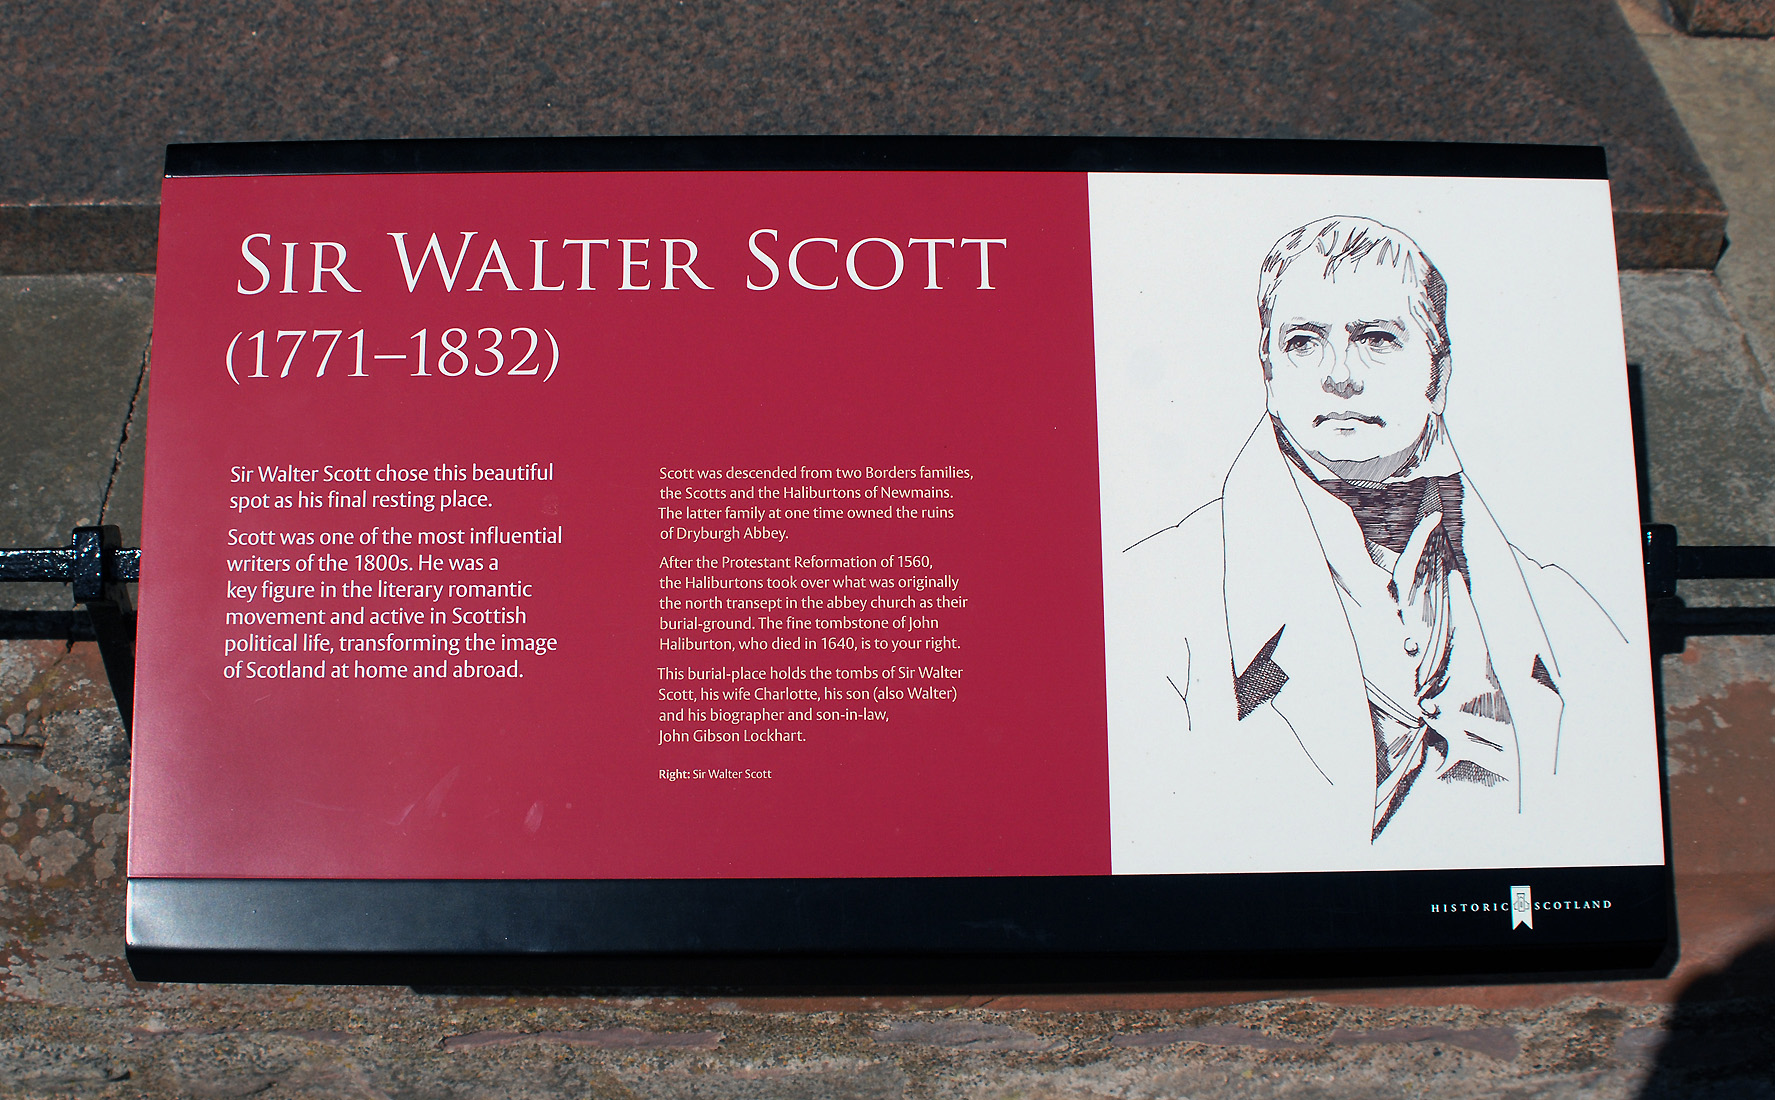 SIR WALTER SCOTT
(1771–1832)
Sir Walter Scott chose this beautiful
spot as his final resting place.
Scott was one of the most influential
writers of the 1800s. He was a
key figure in the literary romantic
movement and active in Scottish
political life, transforming the image
of Scotland at home and abroad.
Scott was descended from two Borders families,
the Scotts and the Haliburtons of Newmains.
The latter family at one time owned the ruins
of Dryburgh Abbey.
After the Protestant Reformation of 1560,
the Haliburtons took over what was originally
the north transept in the abbey church as their
burial-ground. The fine tombstone of John
Haliburton, who died in 1640, is to your right.
This burial-place holds the tombs of Sir Walter
Scott, his wife Charlotte, his son (also Walter)
and his biographer and son-in-law,
John Gibson Lockhart.
Right: Sir Walter Scott
HISTORIC SCOTLAND